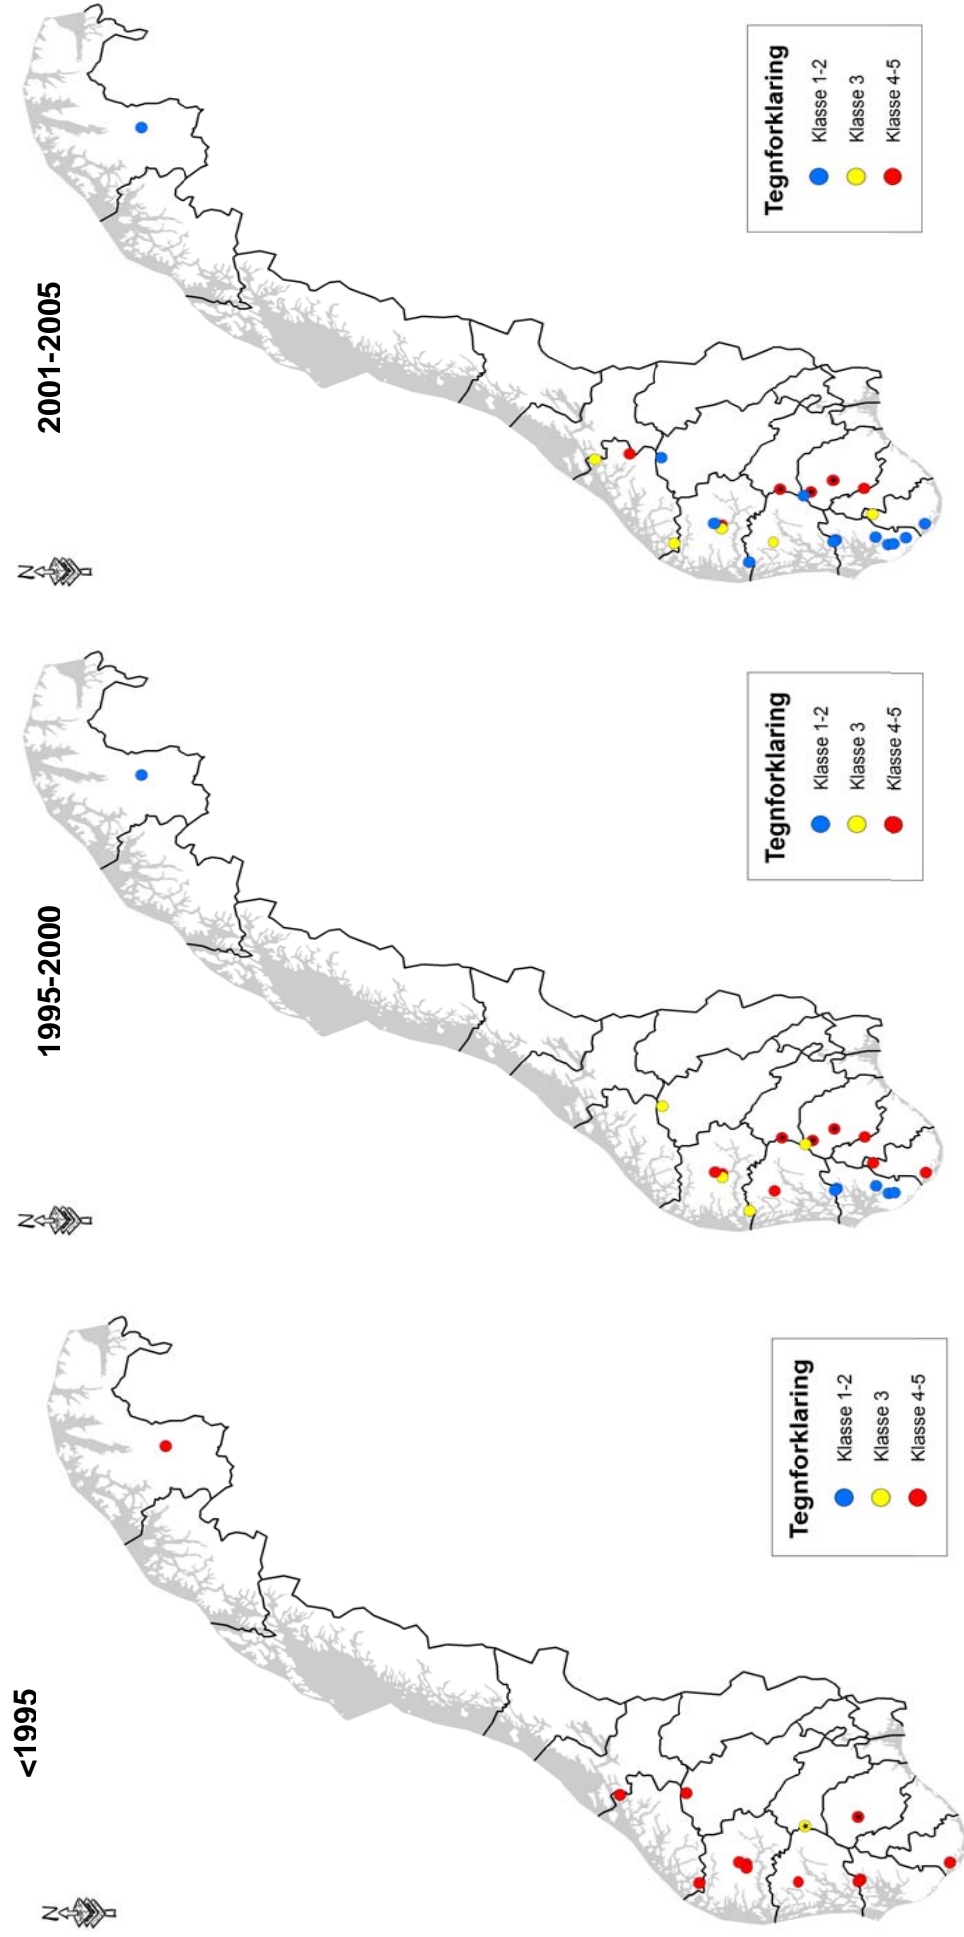 <1995
N
Tegnforklaring
Klasse 1-2
Klasse 3
Klasse 4-5
1995-2000
N
Tegnforklaring
Klasse 1-2
Klasse 3
Klasse 4-5
2001-2005
N
Tegnforklaring
Klasse 1-2
Klasse 3
Klasse 4-5